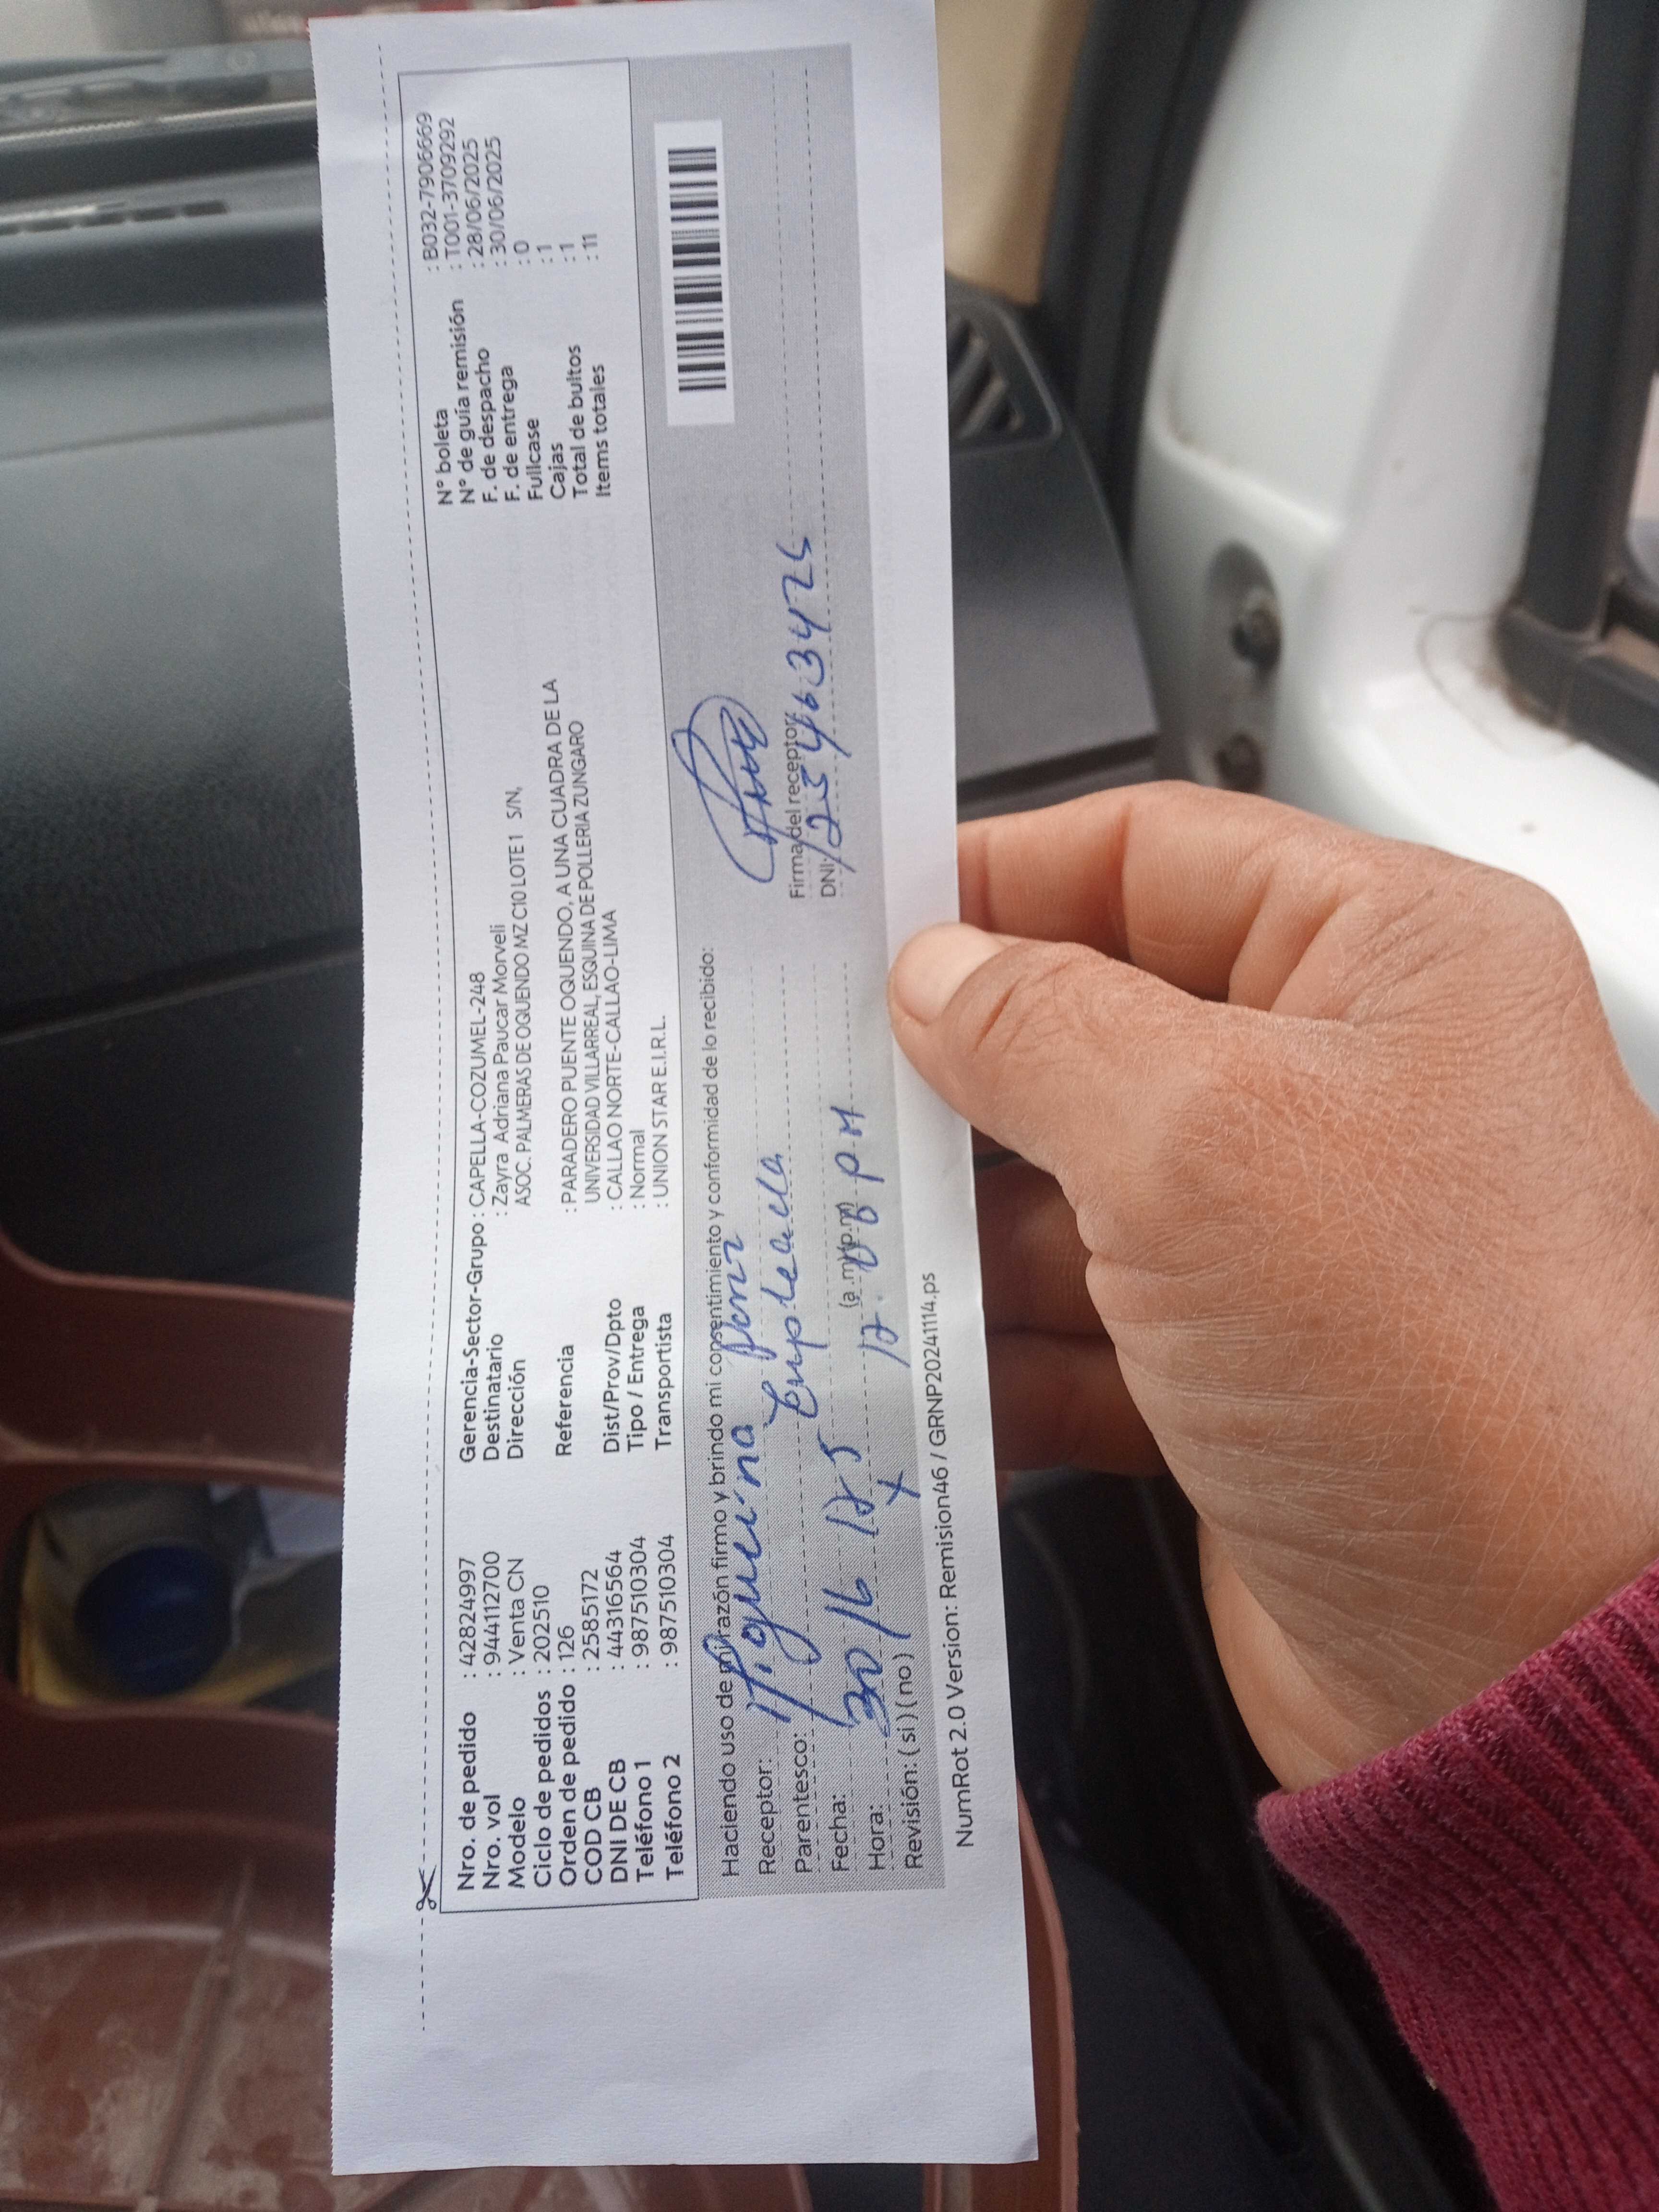 Nro. de pedido : 42824997
Nro. vol : 944112700
Modelo : Venta CN
Ciclo de pedidos : 202510
Orden de pedido : 126
COD CB : 2585172
DNI DE CB : 44316564
Teléfono 1 : 987510304
Teléfono 2 : 987510304
Gerencia-Sector-Grupo : CAPELLA-COZUMEL-248
Destinatario : Zayra Adriana Paucar Morveli
Dirección ASOC. PALMERAS DE OQUENDO MZ C10 LOTE 1 S/N,
Referencia : PARADERO PUENTE OQUENDO, A UNA CUADRA DE LA
UNIVERSIDAD VILLARREAL, ESQUINA DE POLLERIA ZUNGARO
Dist/Prov/Dpto : CALLAO NORTE-CALLAO-LIMA
Tipo / Entrega : Normal
Transportista : UNION STAR E.I.R.L.
N° boleta : B032-7906669
N° de guía remisión : T001-3709292
F. de despacho : 28/06/2025
F. de entrega : 30/06/2025
Fullcase : 0
Cajas : 1
Total de bultos : 1
Items totales : 11
Haciendo uso de mi razón firmo y brindo mi consentimiento y conformidad de lo recibido:
Receptor:
Parentesco: Empleada
Fecha: 30/6/25
Hora: 12:08 PM (a.m)(p.m)
Revisión: ( si ) ( no ) X
Firma del receptor
DNI: 25463425
NumRot 2.0 Version: Remision46 / GRNP20241114.ps